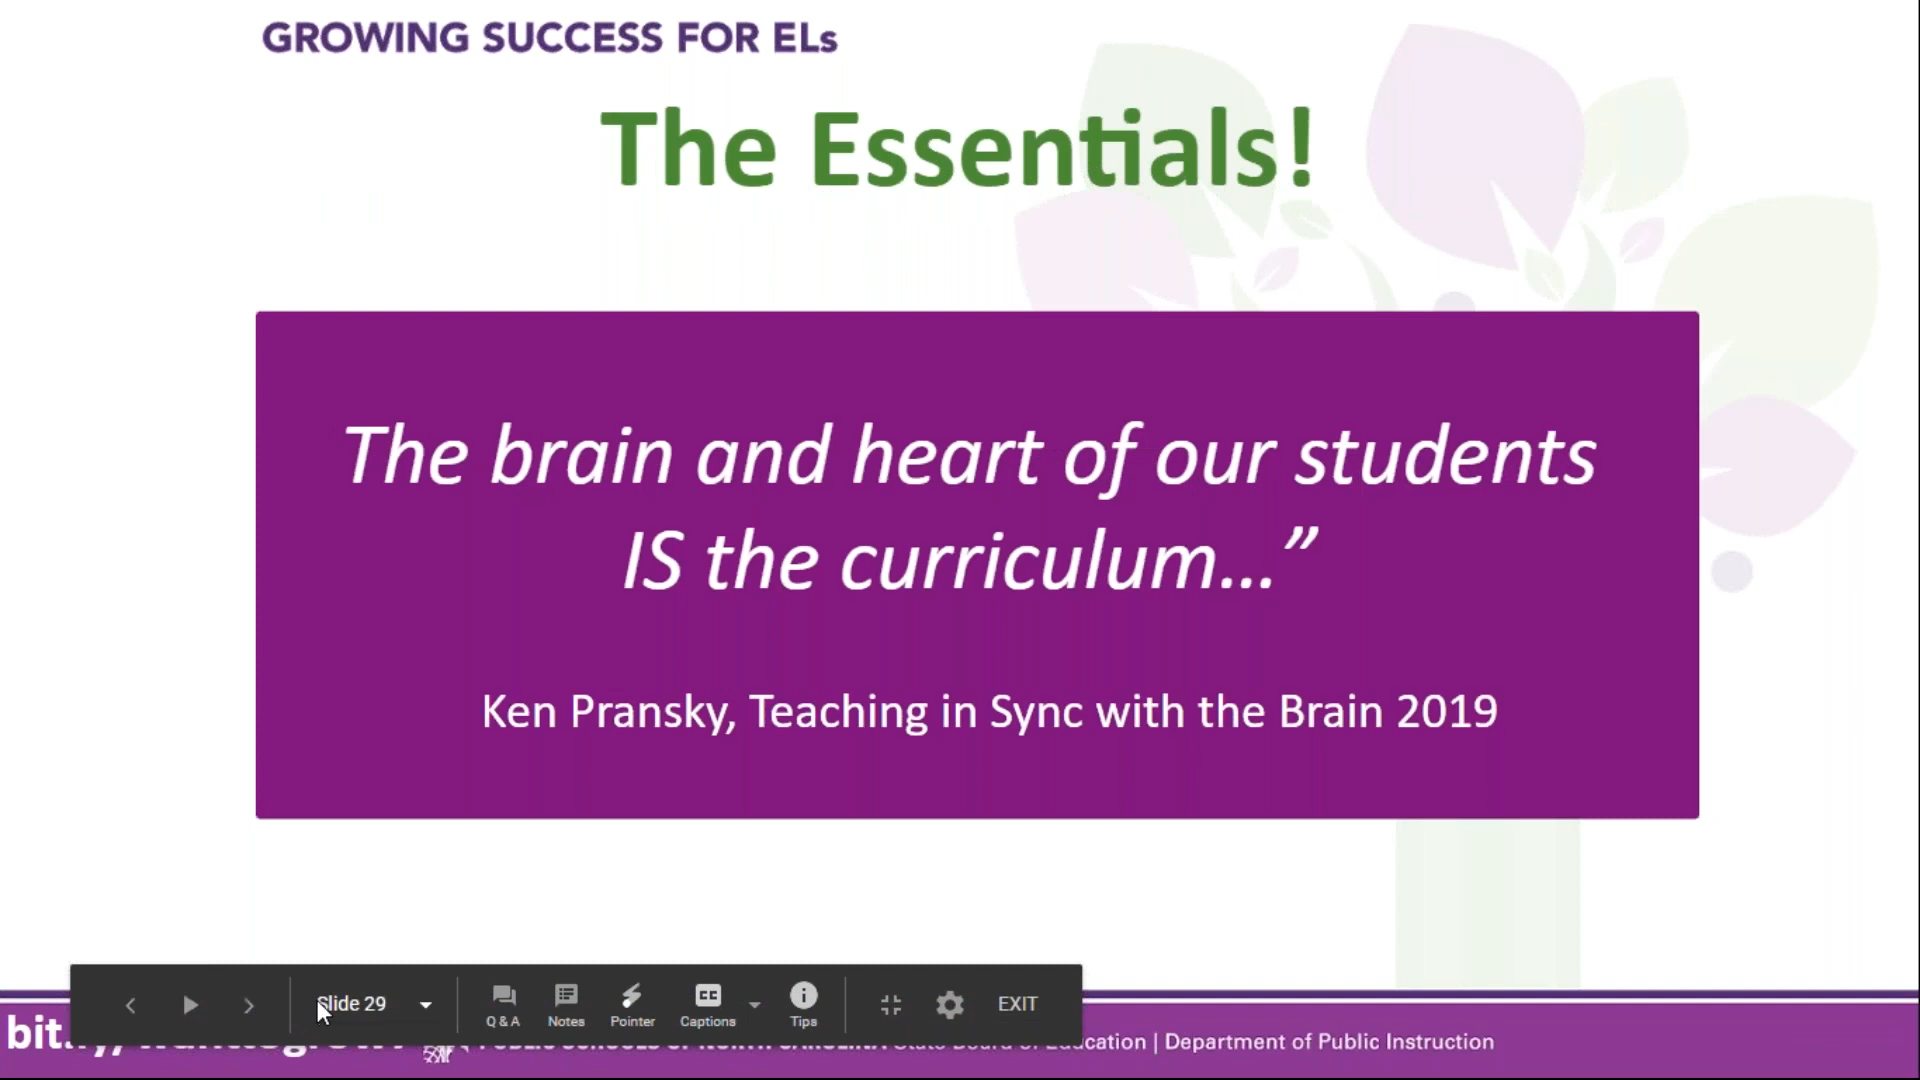 GROWING SUCCESS FOR ELs
The Essentials!
The brain and heart of our students
IS the curriculum...”
Ken Pransky, Teaching in Sync with the Brain 2019
Slide 29
Q & A
Notes
Pointer
Captions
Tips
EXIT
| Department of Public Instruction